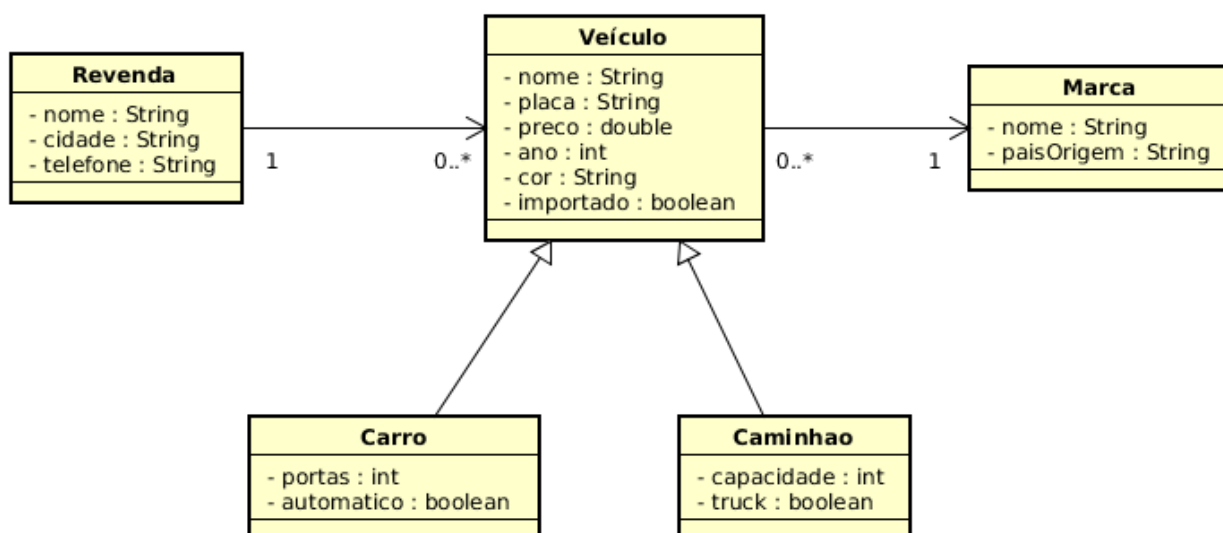 Revenda
- nome : String
- cidade : String
- telefone : String
1
0..*
Veículo
- nome : String
- placa : String
- preco : double
- ano : int
- cor : String
- importado : boolean
0..*
1
Marca
- nome : String
- paisOrigem : String
Carro
- portas : int
- automatico : boolean
Caminhao
- capacidade : int
- truck : boolean